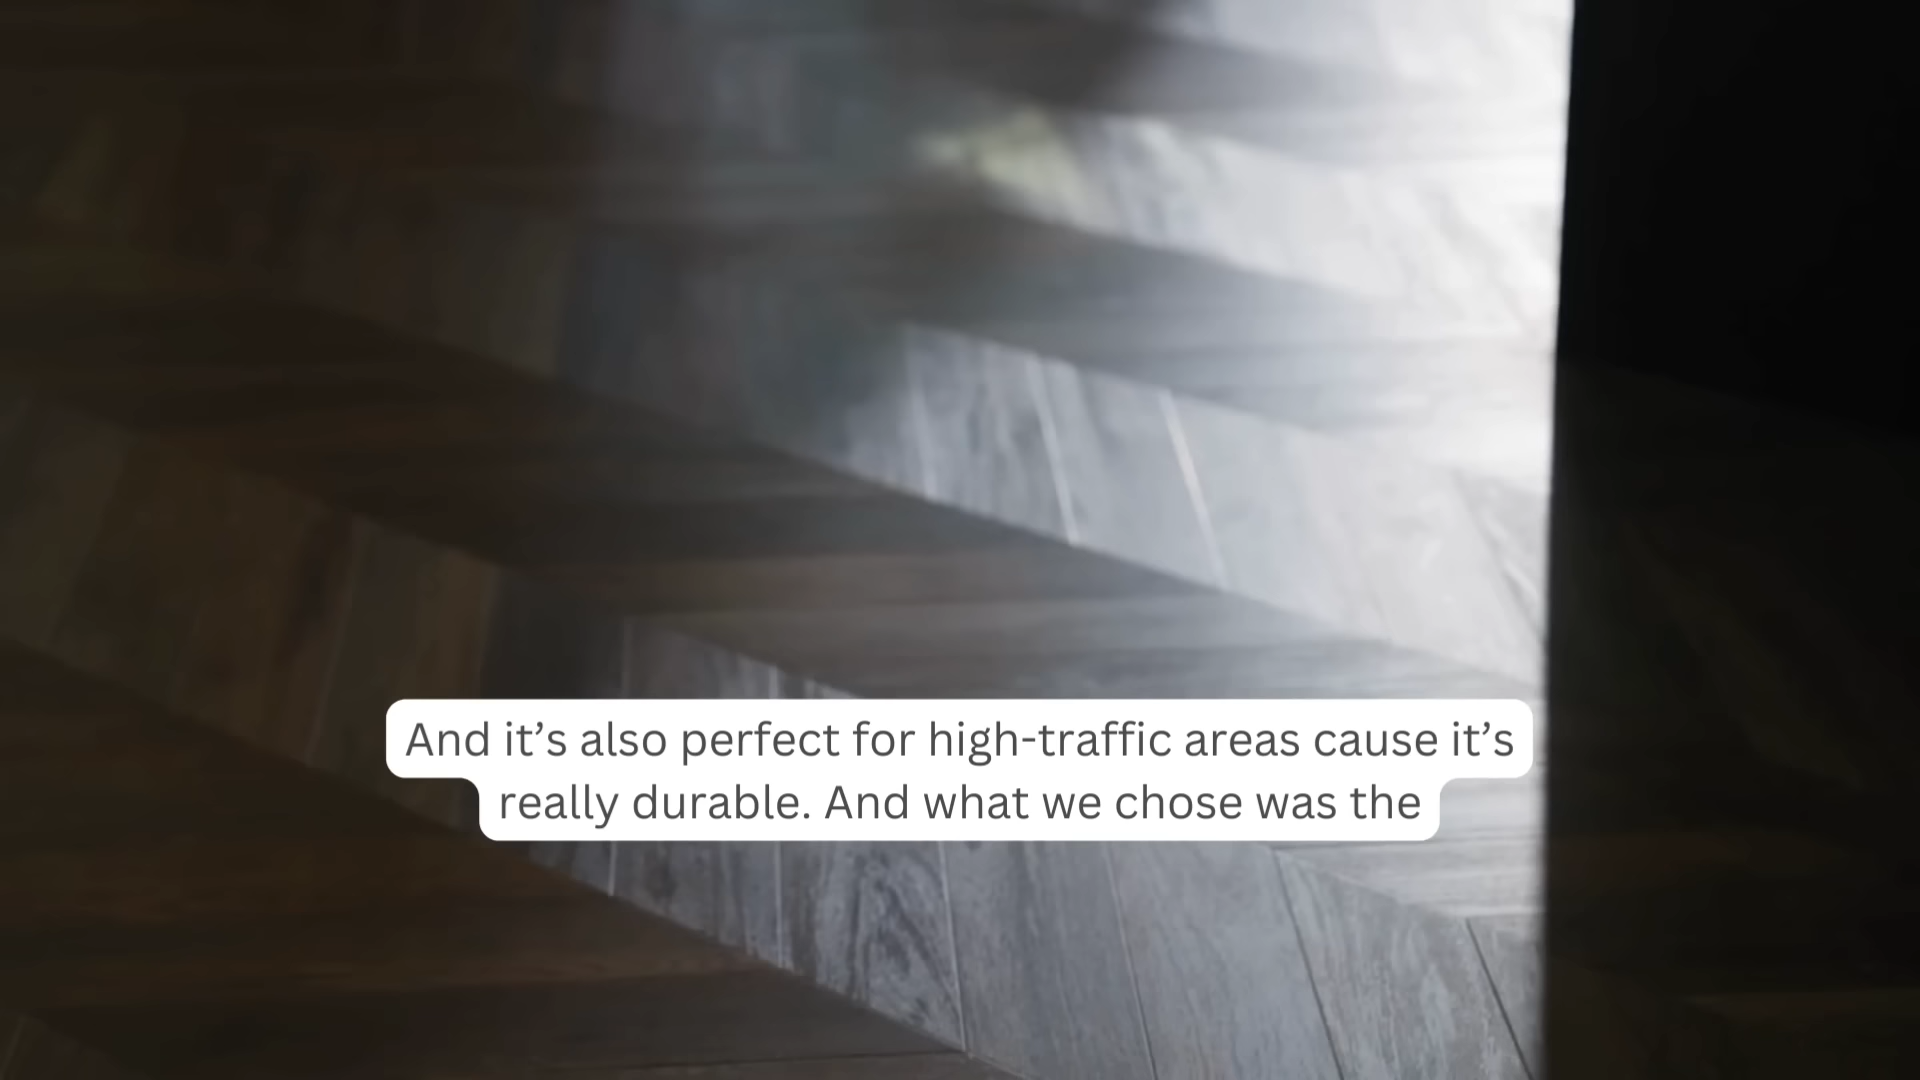 And it’s also perfect for high-traffic areas cause it’s
really durable. And what we chose was the